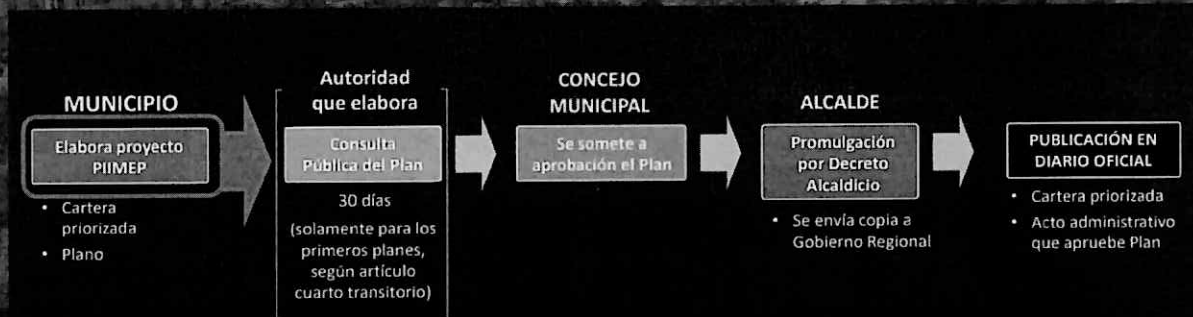 MUNICIPIO
Elabora proyecto
PIIMEP
• Cartera
priorizada
• Plano
Autoridad
que elabora
Consulta
Pública del Plan
30 días
(solamente para los
primeros planes,
según artículo
cuarto transitorio)
CONCEJO
MUNICIPAL
Se somete a
aprobación el Plan
ALCALDE
Promulgación
por Decreto
Alcaldicio
• Se envía copia a
Gobierno Regional
PUBLICACIÓN EN
DIARIO OFICIAL
• Cartera priorizada
• Acto administrativo
que apruebe Plan